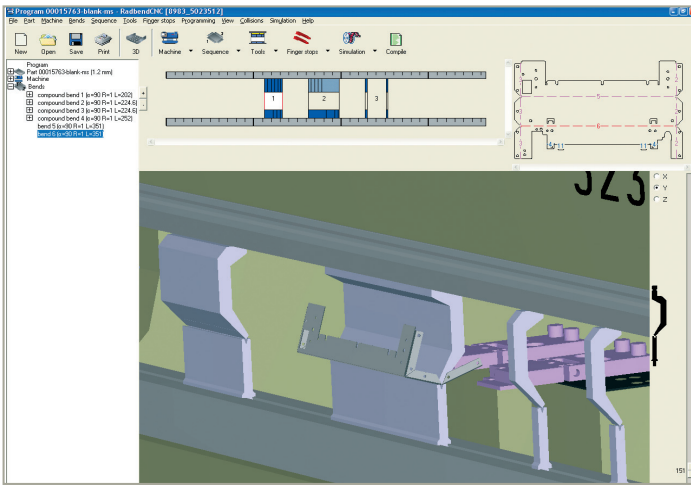 Program 00015763-blank-ms - RadbendCNC [8983_5023512]
File Part Machine Bends Sequence Tools Finger stops Programming View Collisions Simulation Help
New Open Save Print 3D Machine Sequence Tools Finger stops Simulation Compile
Program
Part 00015763-blank-ms [1.2 mm]
Machine
Bends
compound bend 1 (α=90 R=1 L=202)
compound bend 2 (α=90 R=1 L=224.6)
compound bend 3 (α=90 R=1 L=224.6)
compound bend 4 (α=90 R=1 L=252)
bend 5 (α=90 R=1 L=351)
bend 6 (α=90 R=1 L=351)
+
-
1 2 3
5
6
X
Y
Z
323
151